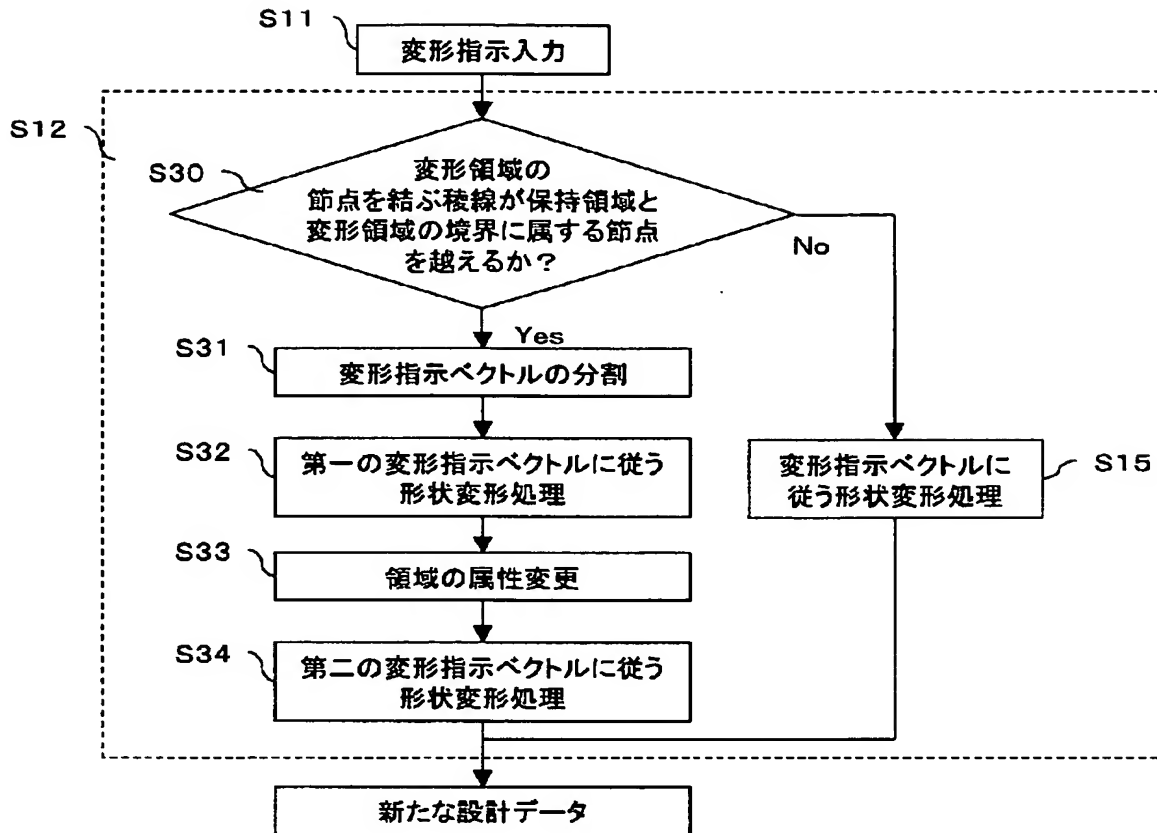 S11
変形指示入力
S12
S30
変形領域の
節点を結ぶ稜線が保持領域と
変形領域の境界に属する節点
を越えるか？
No
Yes
S31
変形指示ベクトルの分割
S32
第一の変形指示ベクトルに従う
形状変形処理
変形指示ベクトルに
従う形状変形処理
S15
S33
領域の属性変更
S34
第二の変形指示ベクトルに従う
形状変形処理
新たな設計データ